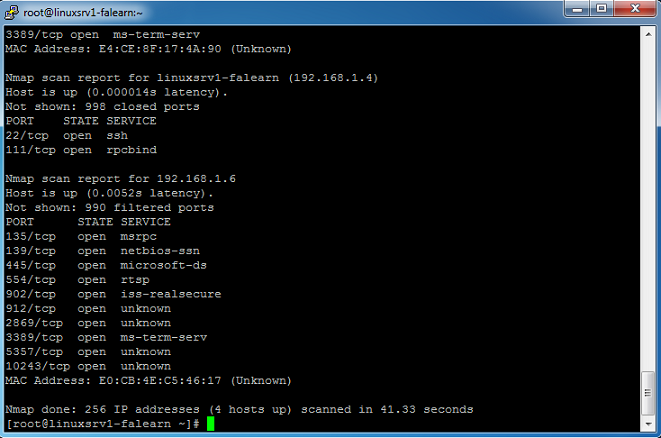 root@linuxsrv1-falearn:~
3389/tcp open  ms-term-serv
MAC Address: E4:CE:8F:17:4A:90 (Unknown)
Nmap scan report for linuxsrv1-falearn (192.168.1.4)
Host is up (0.000014s latency).
Not shown: 998 closed ports
PORT    STATE SERVICE
22/tcp  open  ssh
111/tcp open  rpcbind
Nmap scan report for 192.168.1.6
Host is up (0.0052s latency).
Not shown: 990 filtered ports
PORT      STATE SERVICE
135/tcp   open  msrpc
139/tcp   open  netbios-ssn
445/tcp   open  microsoft-ds
554/tcp   open  rtsp
902/tcp   open  iss-realsecure
912/tcp   open  unknown
2869/tcp  open  unknown
3389/tcp  open  ms-term-serv
5357/tcp  open  unknown
10243/tcp open  unknown
MAC Address: E0:CB:4E:C5:46:17 (Unknown)
Nmap done: 256 IP addresses (4 hosts up) scanned in 41.33 seconds
[root@linuxsrv1-falearn ~]#